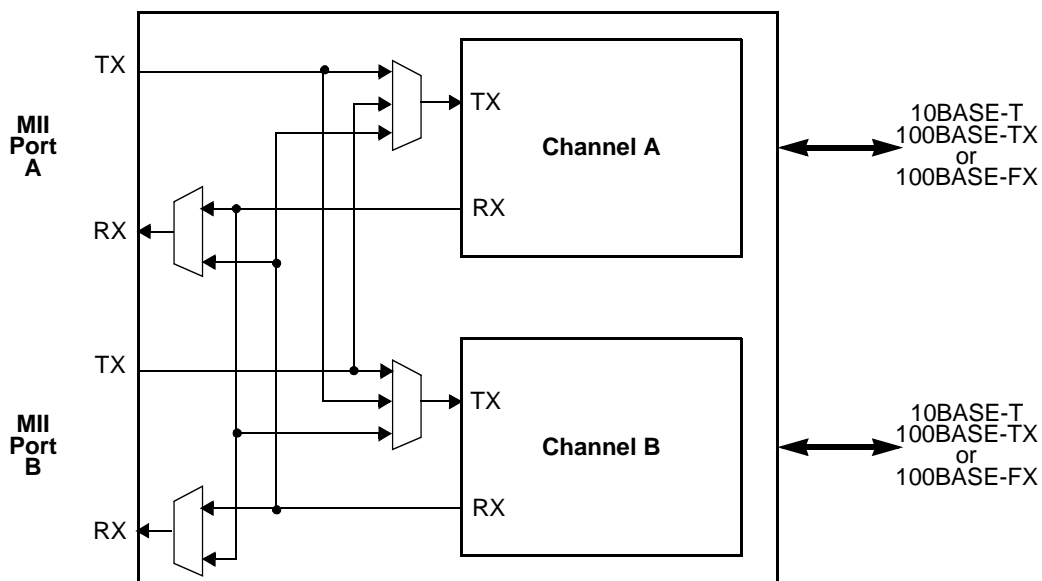 TX
MII
Port
A
RX
TX
Channel A
RX
10BASE-T
100BASE-TX
or
100BASE-FX
TX
MII
Port
B
RX
TX
Channel B
RX
10BASE-T
100BASE-TX
or
100BASE-FX